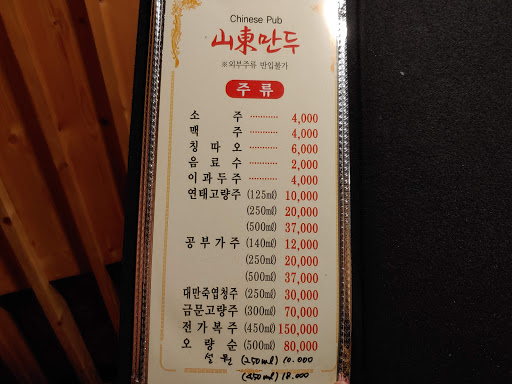 Chinese Pub
山東만두
※외부주류 반입불가
주 류
소 주 ·········· 4,000
맥 주 ·········· 4,000
칭 따 오 ·········· 6,000
음 료 수 ·········· 2,000
이과두주 ·········· 4,000
연태고량주 (125ml) 10,000
(250ml) 20,000
(500ml) 37,000
공부가주 (140ml) 12,000
(250ml) 20,000
(500ml) 37,000
대만죽엽청주 (250ml) 30,000
금문고량주 (300ml) 70,000
전가복주 (450ml) 150,000
오 량 순 (500ml) 80,000
설 원 (250ml) 10.000
(450ml) 18.000